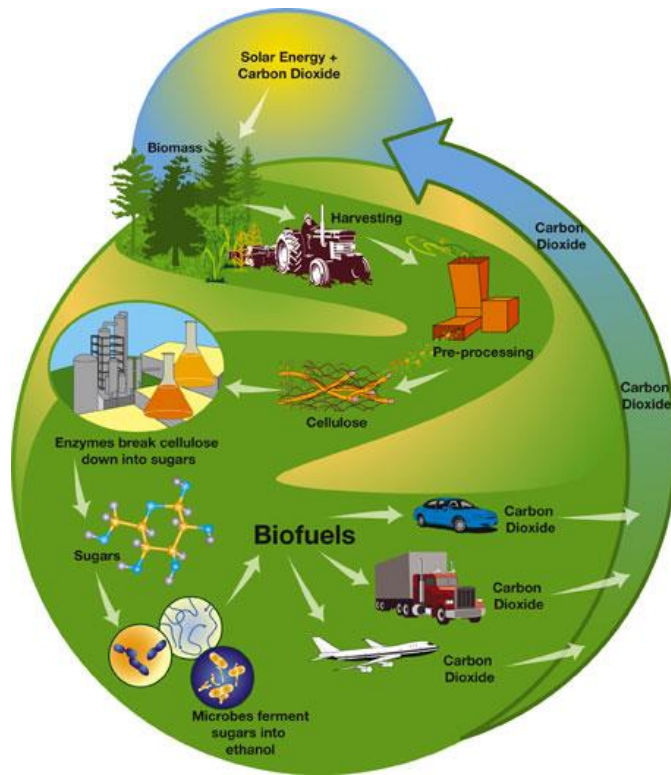 Solar Energy +
Carbon Dioxide
Biomass
Harvesting
Carbon
Dioxide
Pre-processing
Carbon
Dioxide
Cellulose
Enzymes break cellulose
down into sugars
Sugars
Biofuels
Carbon
Dioxide
Carbon
Dioxide
Carbon
Dioxide
Microbes ferment
sugars into
ethanol